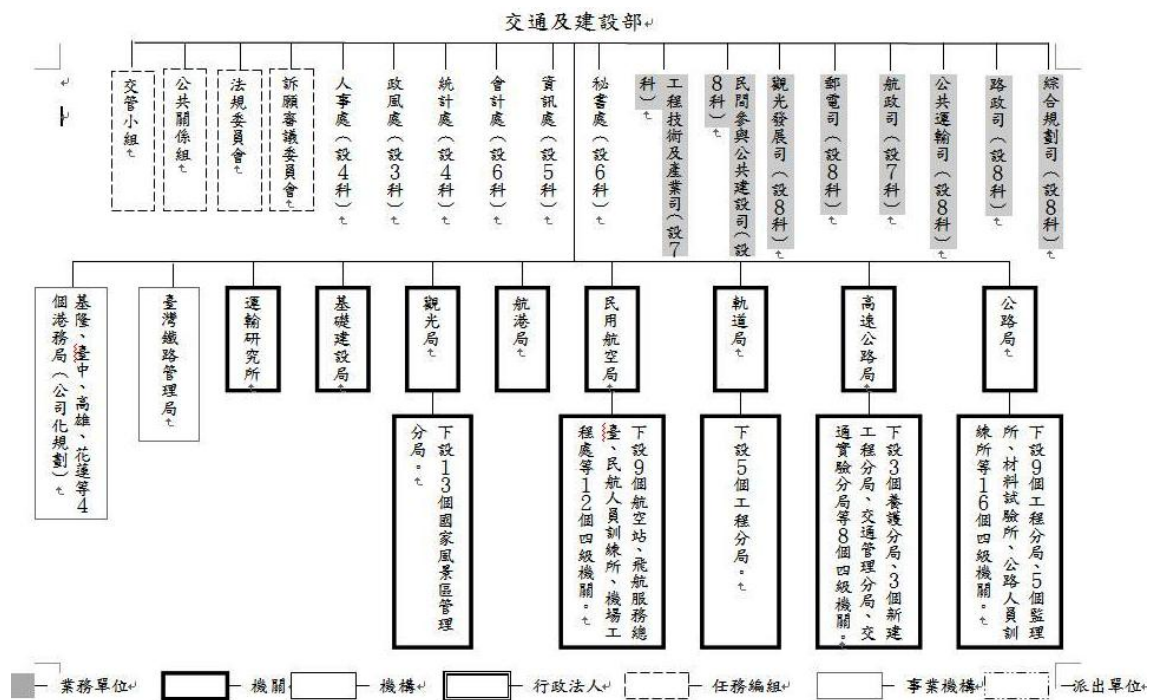 交通及建設部
綜合規劃司（設8科）
路政司（設8科）
公共運輸司（設8科）
航政司（設7科）
郵電司（設8科）
觀光發展司（設8科）
民間參與公共建設司（設
8科）
工程技術及產業司（設7
科）
秘書處（設6科）
資訊處（設5科）
會計處（設6科）
統計處（設4科）
政風處（設3科）
人事處（設4科）
訴願審議委員會
法規委員會
公共關係組
交管小組
公路局
高速公路局
軌道局
民用航空局
航港局
觀光局
基礎建設局
運輸研究所
臺灣鐵路管理局
基隆、臺中、高雄、花蓮等4
個港務局（公司化規劃）
下設9個工程分局、5個監理
所、材料試驗所、公路人員訓
練所等16個四級機關。
下設3個養護分局、3個新建
工程分局、交通管理分局、交
通實驗分局等8個四級機關。
下設5個工程分局。
下設9個航空站、飛航服務總
臺、民航人員訓練所、機場工
程處等12個四級機關。
下設13個國家風景區管理
分局。
業務單位
機關
機構
行政法人
任務編組
事業機構
派出單位